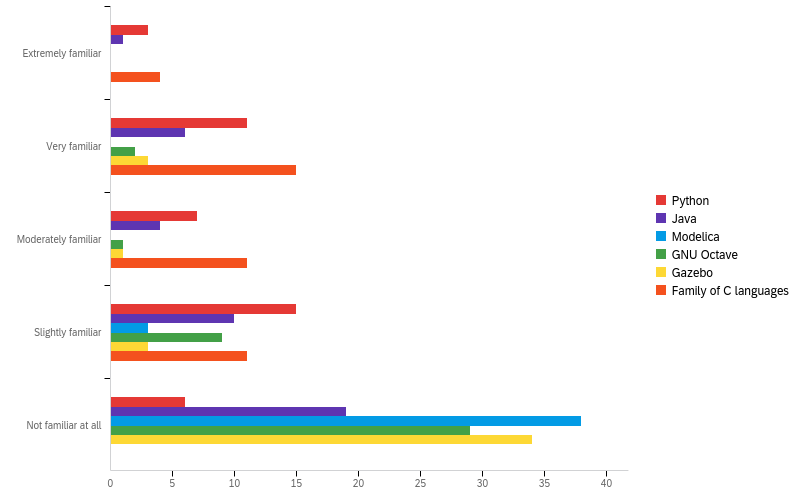 Extremely familiar
Very familiar
Moderately familiar
Slightly familiar
Not familiar at all
0 5 10 15 20 25 30 35 40
Python
Java
Modelica
GNU Octave
Gazebo
Family of C languages